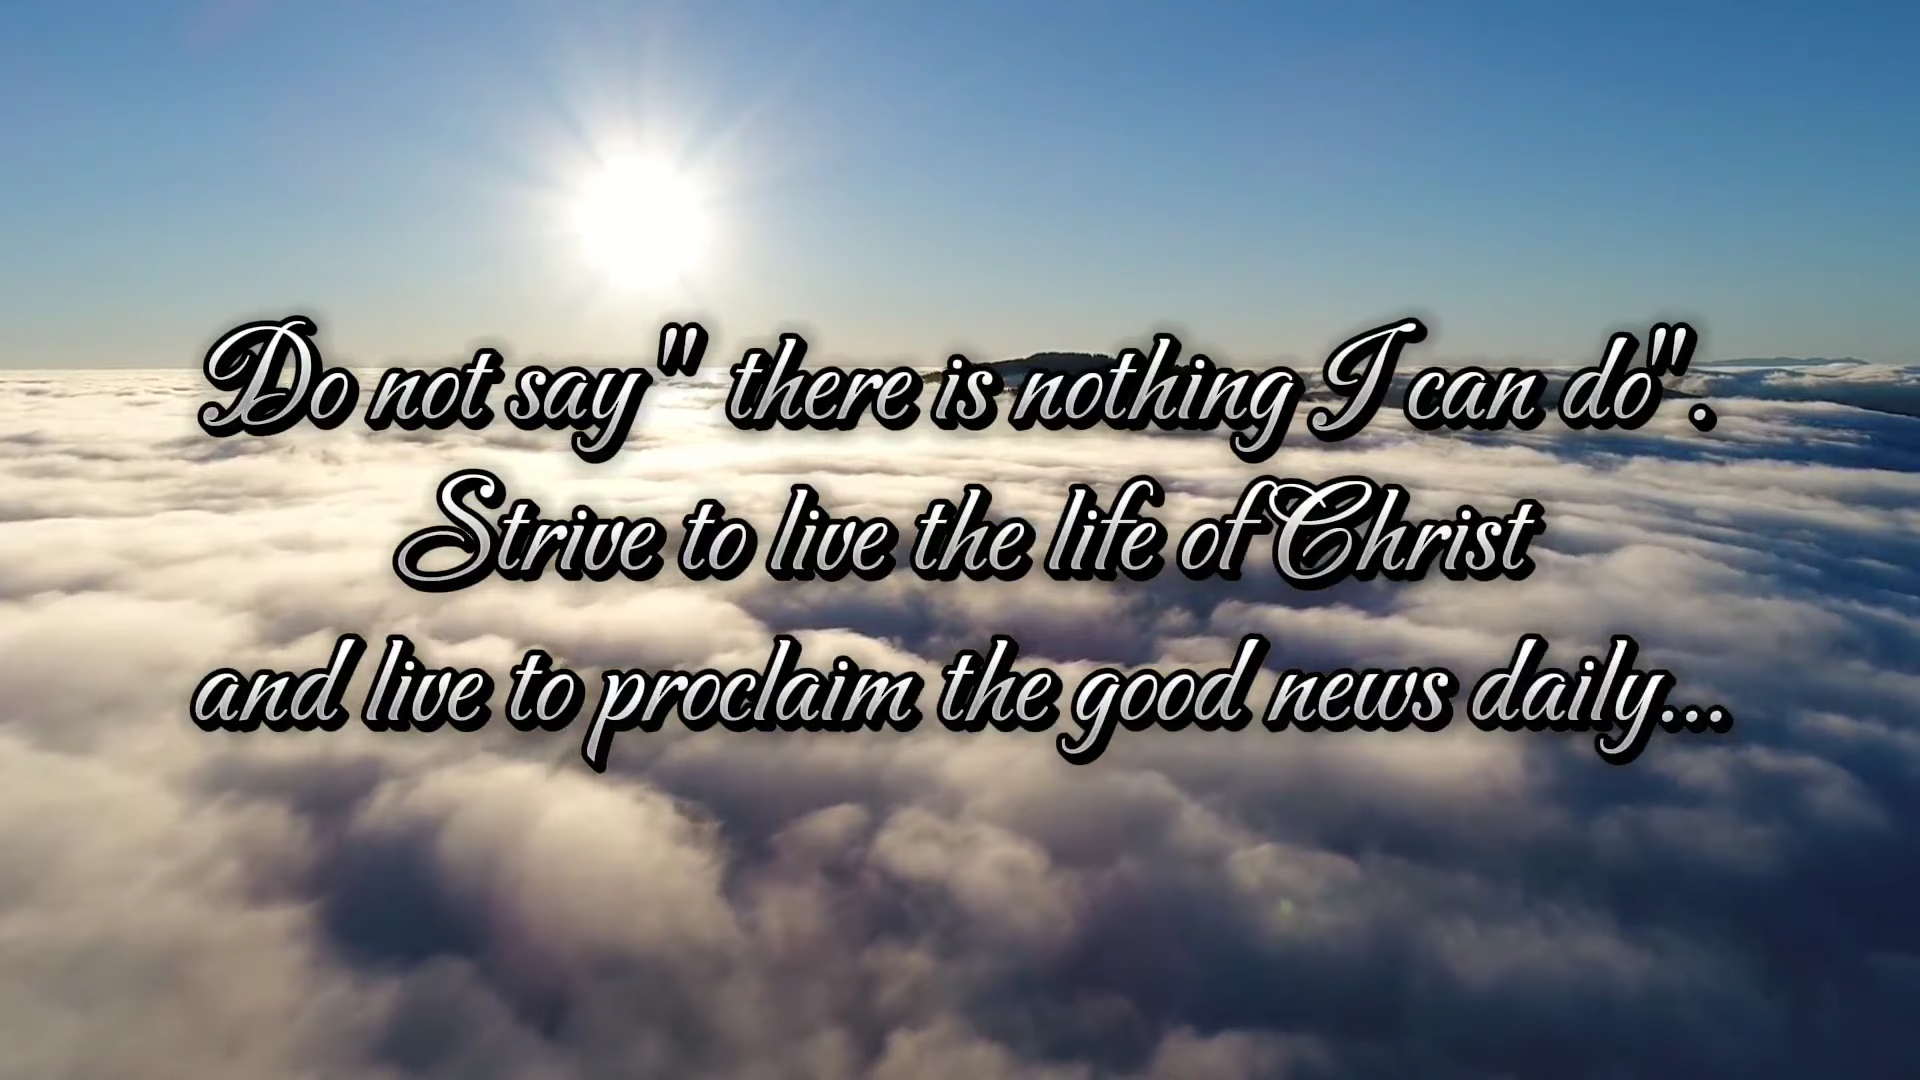 Do not say" there is nothing I can do".
Strive to live the life of Christ
and live to proclaim the good news daily...